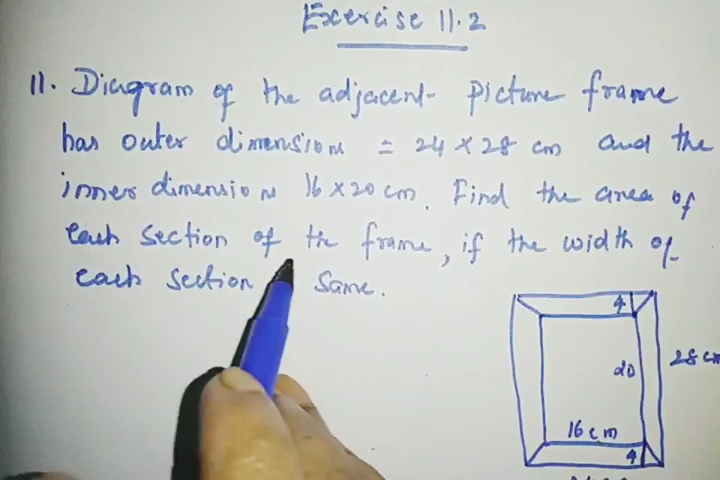 Exercise 11.2
11. Diagram of the adjacent picture frame
has outer dimensions = 24 × 28 cm and the
inner dimensions 16 × 20 cm. Find the area of
each section of the frame, if the width of
each section same.
4
28 cm
20
16 cm
4